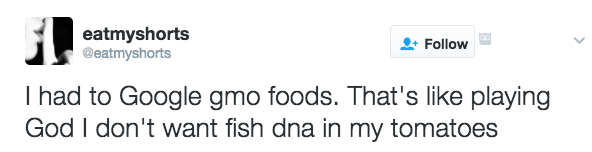 eatmyshorts
@eatmyshorts
Follow
I had to Google gmo foods. That's like playing
God I don't want fish dna in my tomatoes